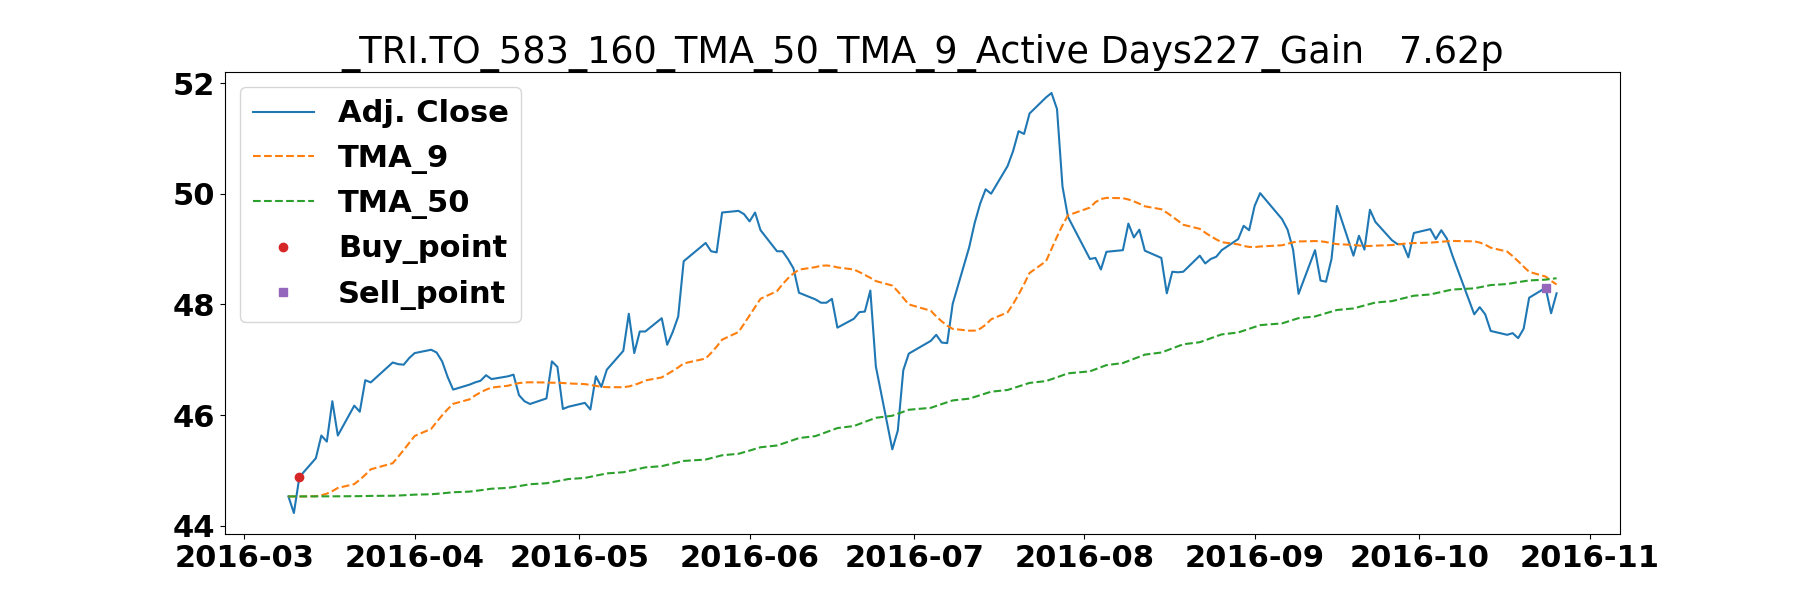 _TRI.TO_583_160_TMA_50_TMA_9_Active Days227_Gain   7.62p
52
50
48
46
44
Adj. Close
TMA_9
TMA_50
Buy_point
Sell_point
2016-03 2016-04 2016-05 2016-06 2016-07 2016-08 2016-09 2016-10 2016-11